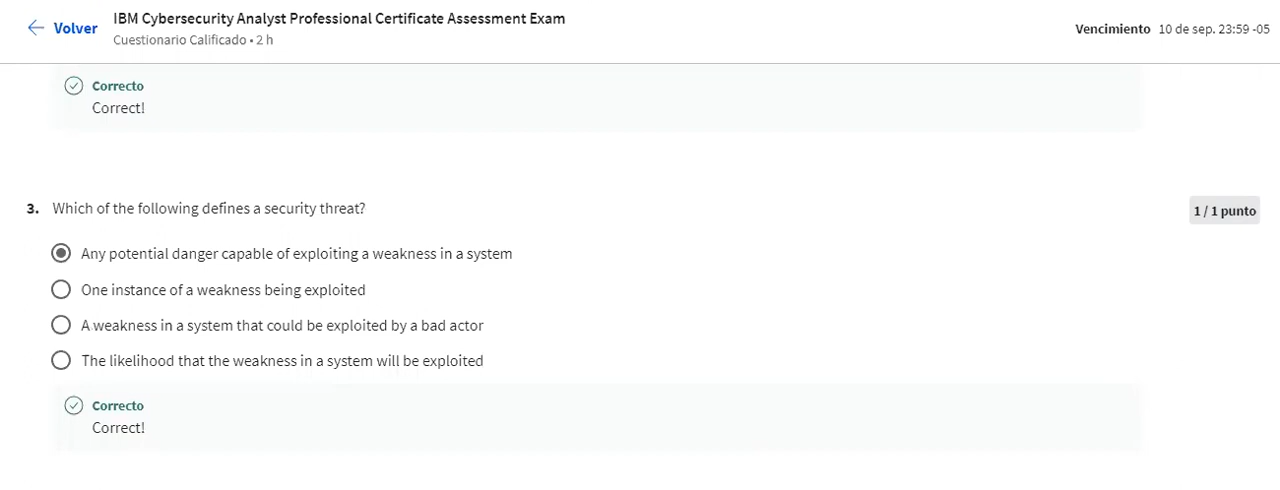 Volver
IBM Cybersecurity Analyst Professional Certificate Assessment Exam
Cuestionario Calificado • 2 h
Vencimiento 10 de sep. 23:59 -05
Correcto
Correct!
3. Which of the following defines a security threat?
1 / 1 punto
Any potential danger capable of exploiting a weakness in a system
One instance of a weakness being exploited
A weakness in a system that could be exploited by a bad actor
The likelihood that the weakness in a system will be exploited
Correcto
Correct!